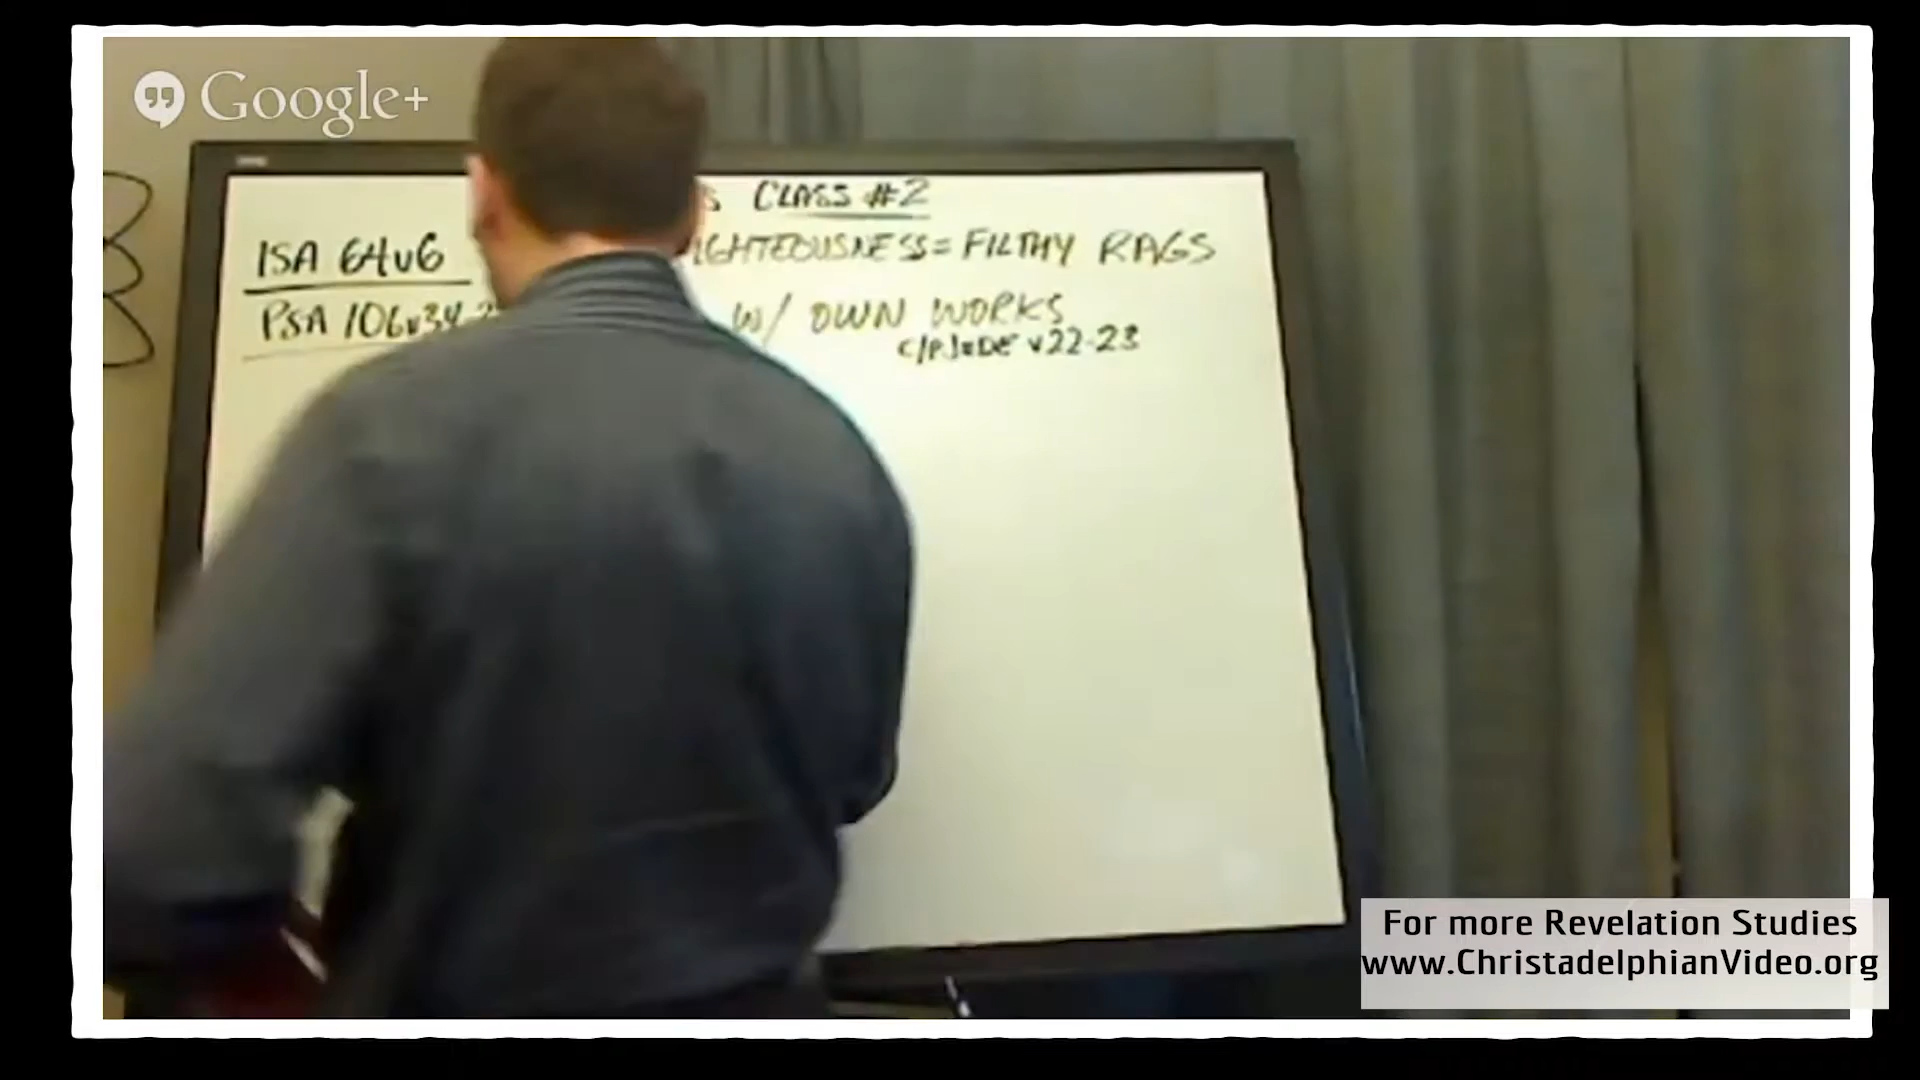 Google+
S CLASS #2
ISA 64v6 IGHTEOUSNESS = FILTHY RAGS
PSA 106v34 W/ OWN WORKS
C/P JUDE v22-23
For more Revelation Studies
www.ChristadelphianVideo.org